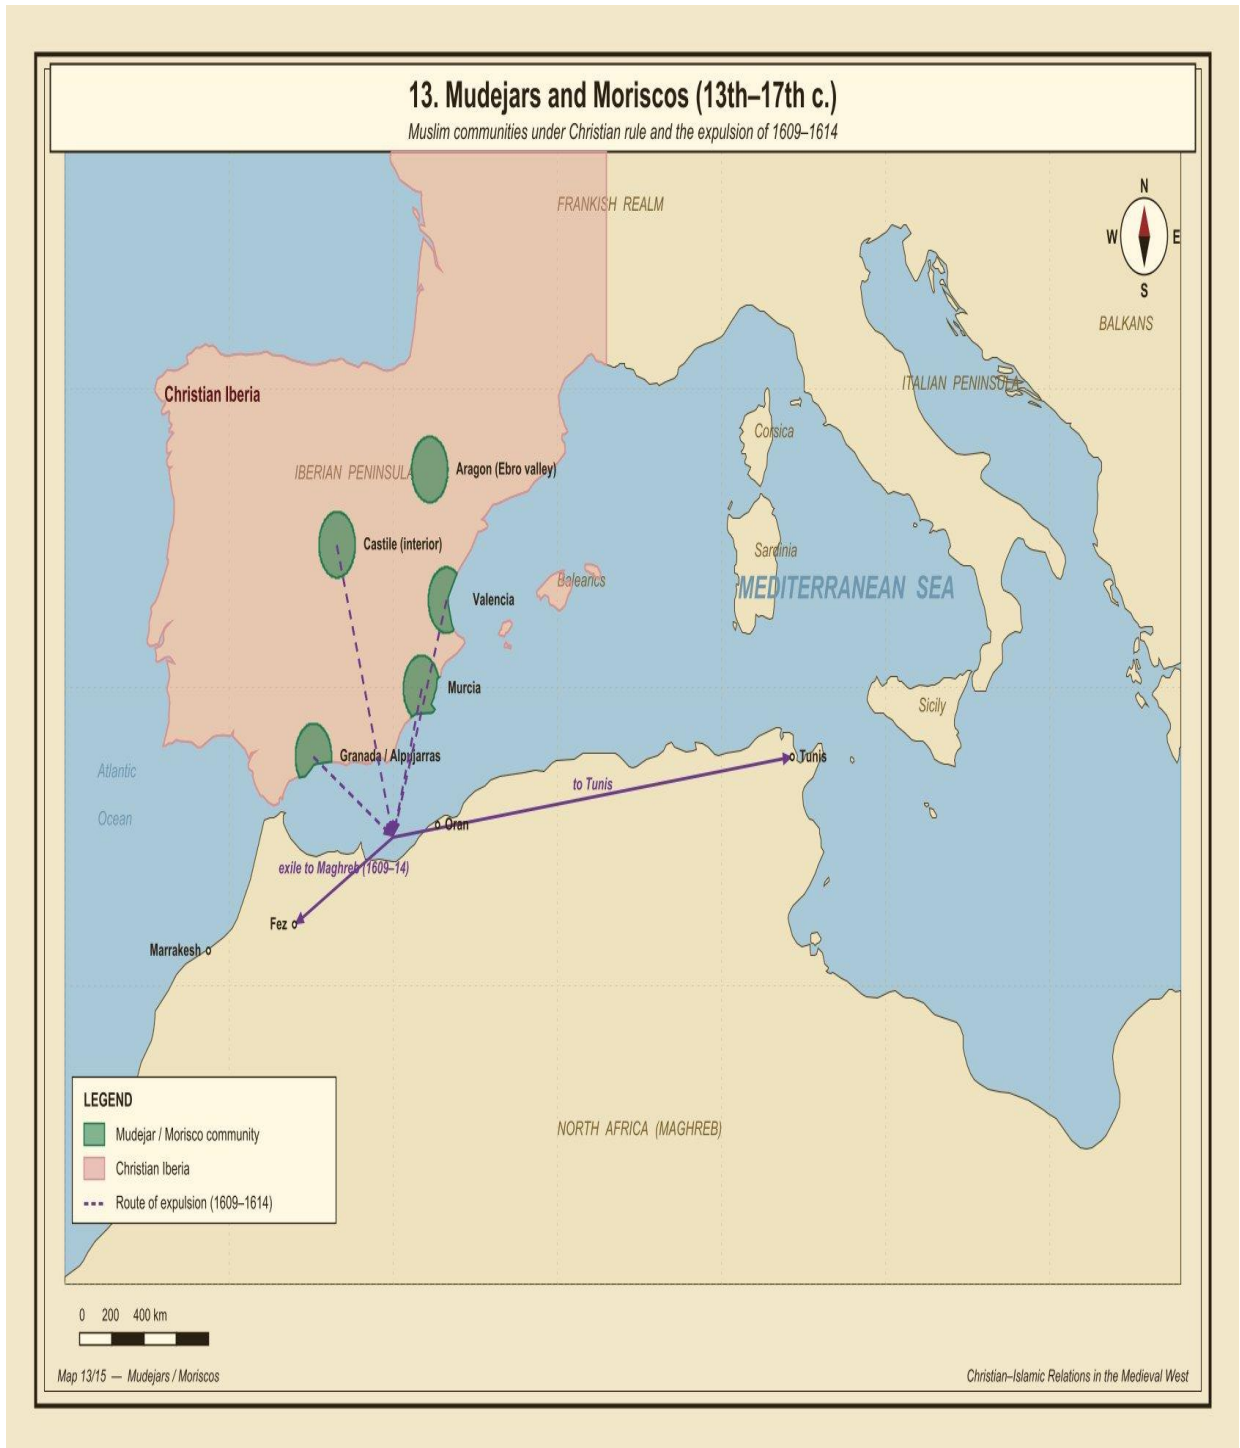 13. Mudejars and Moriscos (13th–17th c.)
Muslim communities under Christian rule and the expulsion of 1609–1614
FRANKISH REALM
N
W
E
S
BALKANS
ITALIAN PENINSULA
Christian Iberia
Corsica
IBERIAN PENINSULA
Aragon (Ebro valley)
Castile (interior)
Sardinia
Balearics
MEDITERRANEAN SEA
Valencia
Murcia
Sicily
Granada / Alpujarras
Tunis
Atlantic
Ocean
to Tunis
Oran
exile to Maghreb (1609–14)
Fez
Marrakesh
NORTH AFRICA (MAGHREB)
LEGEND
Mudejar / Morisco community
Christian Iberia
Route of expulsion (1609–1614)
0 200 400 km
Map 13/15 — Mudejars / Moriscos
Christian–Islamic Relations in the Medieval West